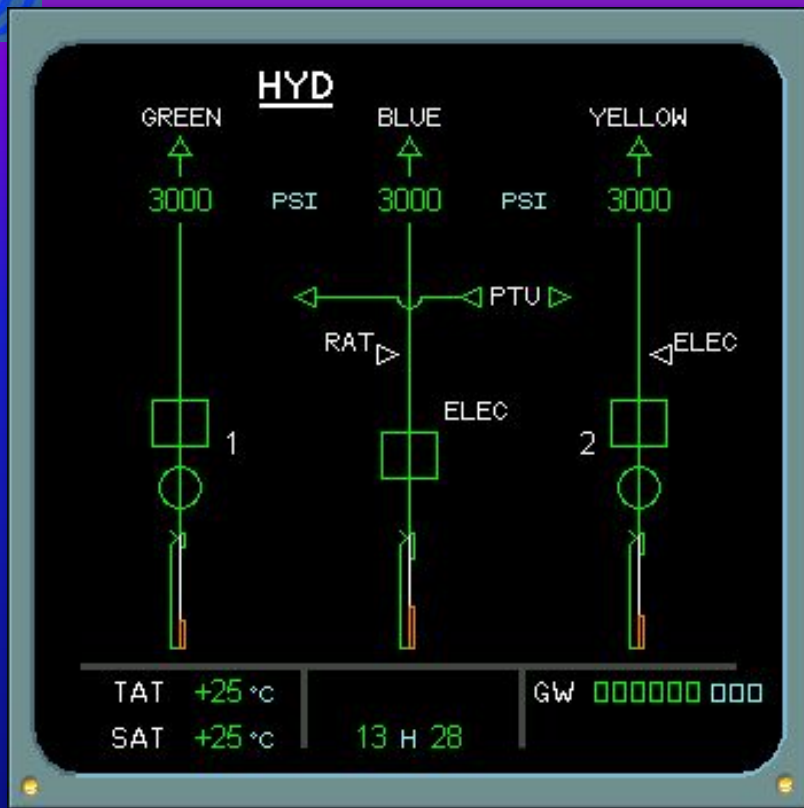 HYD
GREEN BLUE YELLOW
3000 PSI 3000 PSI 3000
PTU
RAT ELEC
ELEC
1 2
TAT +25 °C GW
SAT +25 °C 13 H 28